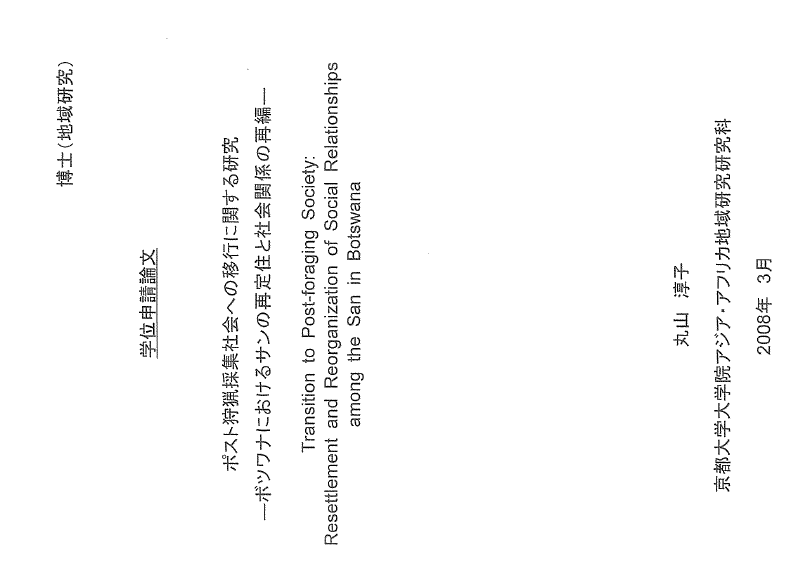 博士（地域研究）
学位申請論文
ポスト狩猟採集社会への移行に関する研究
―ボツワナにおけるサンの再定住と社会関係の再編―
Transition to Post-foraging Society:
Resettlement and Reorganization of Social Relationships
among the San in Botswana
丸山 淳子
京都大学大学院アジア・アフリカ地域研究研究科
2008年 3月